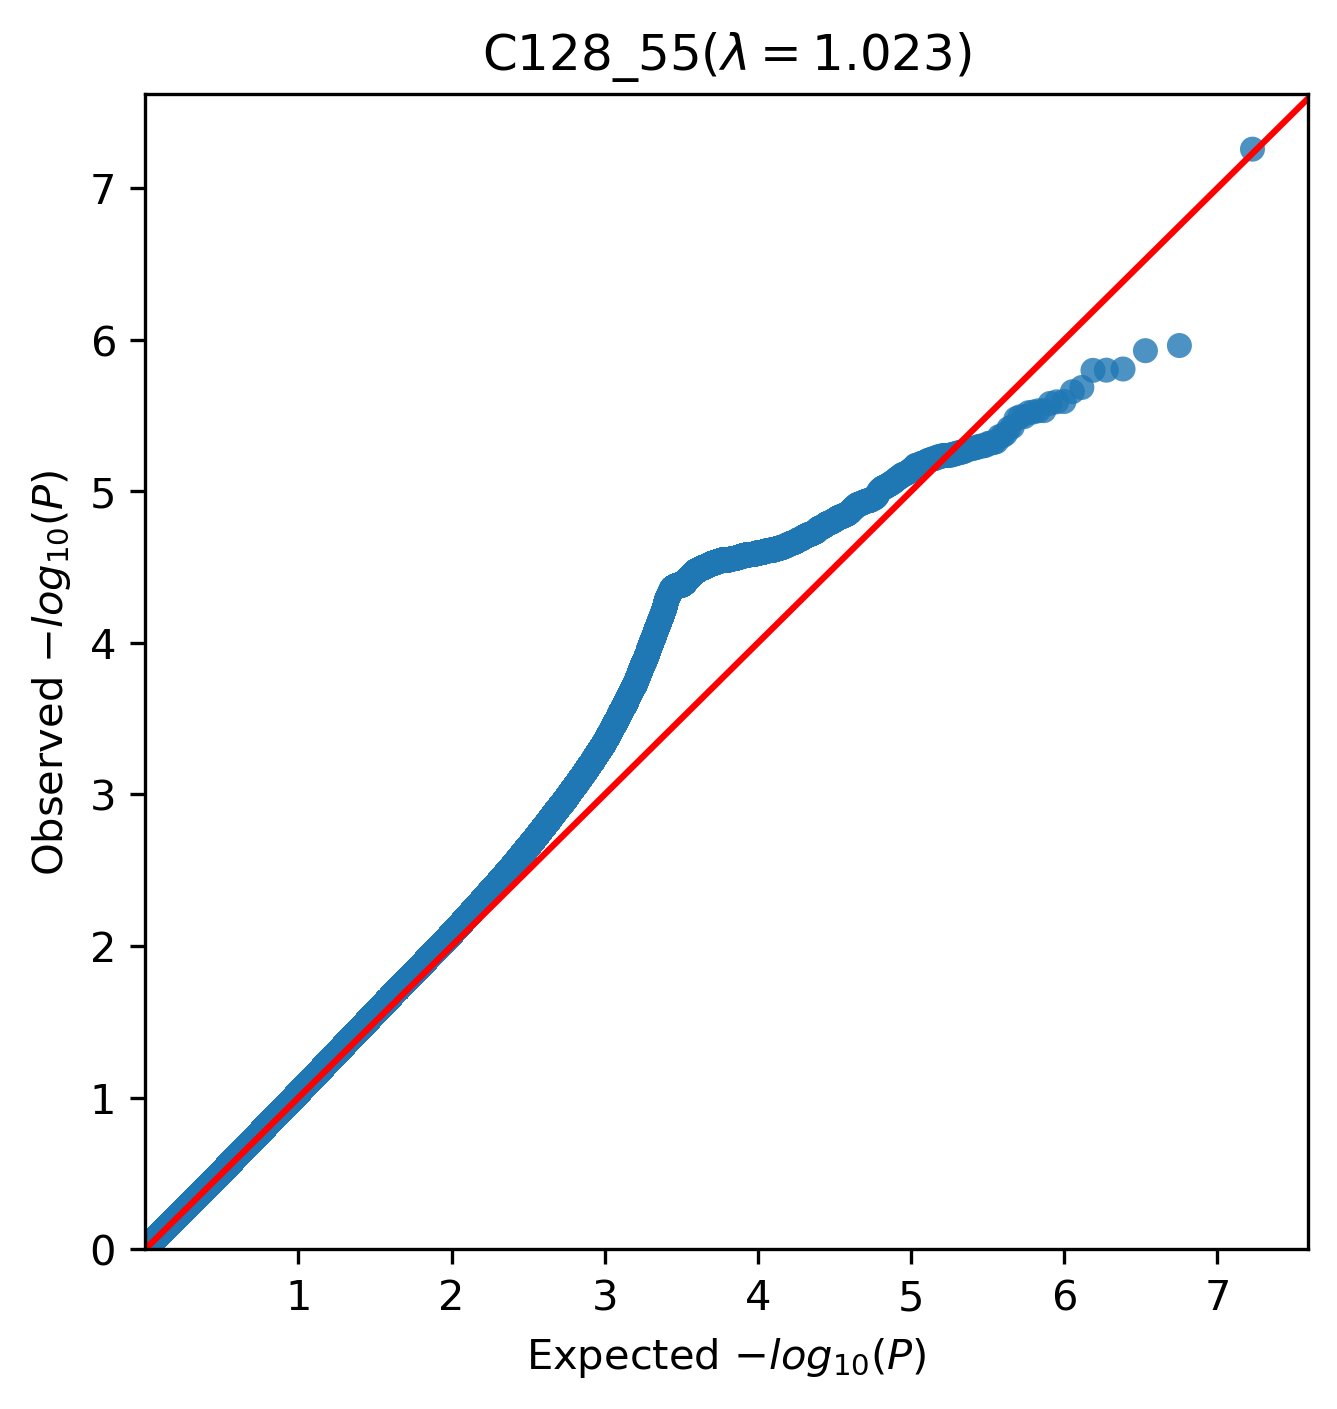 C128_55(λ = 1.023)
Observed −log₁₀(P)
7
6
5
4
3
2
1
0
1 2 3 4 5 6 7
Expected −log₁₀(P)